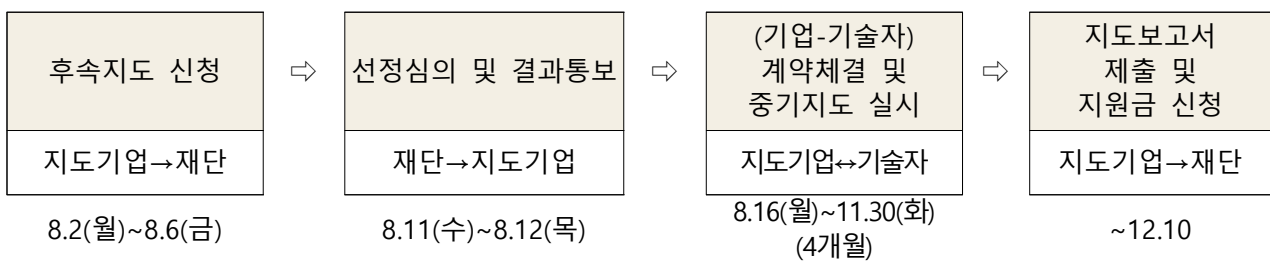 후속지도 신청
⇨
선정심의 및 결과통보
⇨
(기업-기술자)
계약체결 및
중기지도 실시
⇨
지도보고서
제출 및
지원금 신청
지도기업→재단
재단→지도기업
지도기업↔기술자
지도기업→재단
8.2(월)~8.6(금)
8.11(수)~8.12(목)
8.16(월)~11.30(화)
(4개월)
~12.10